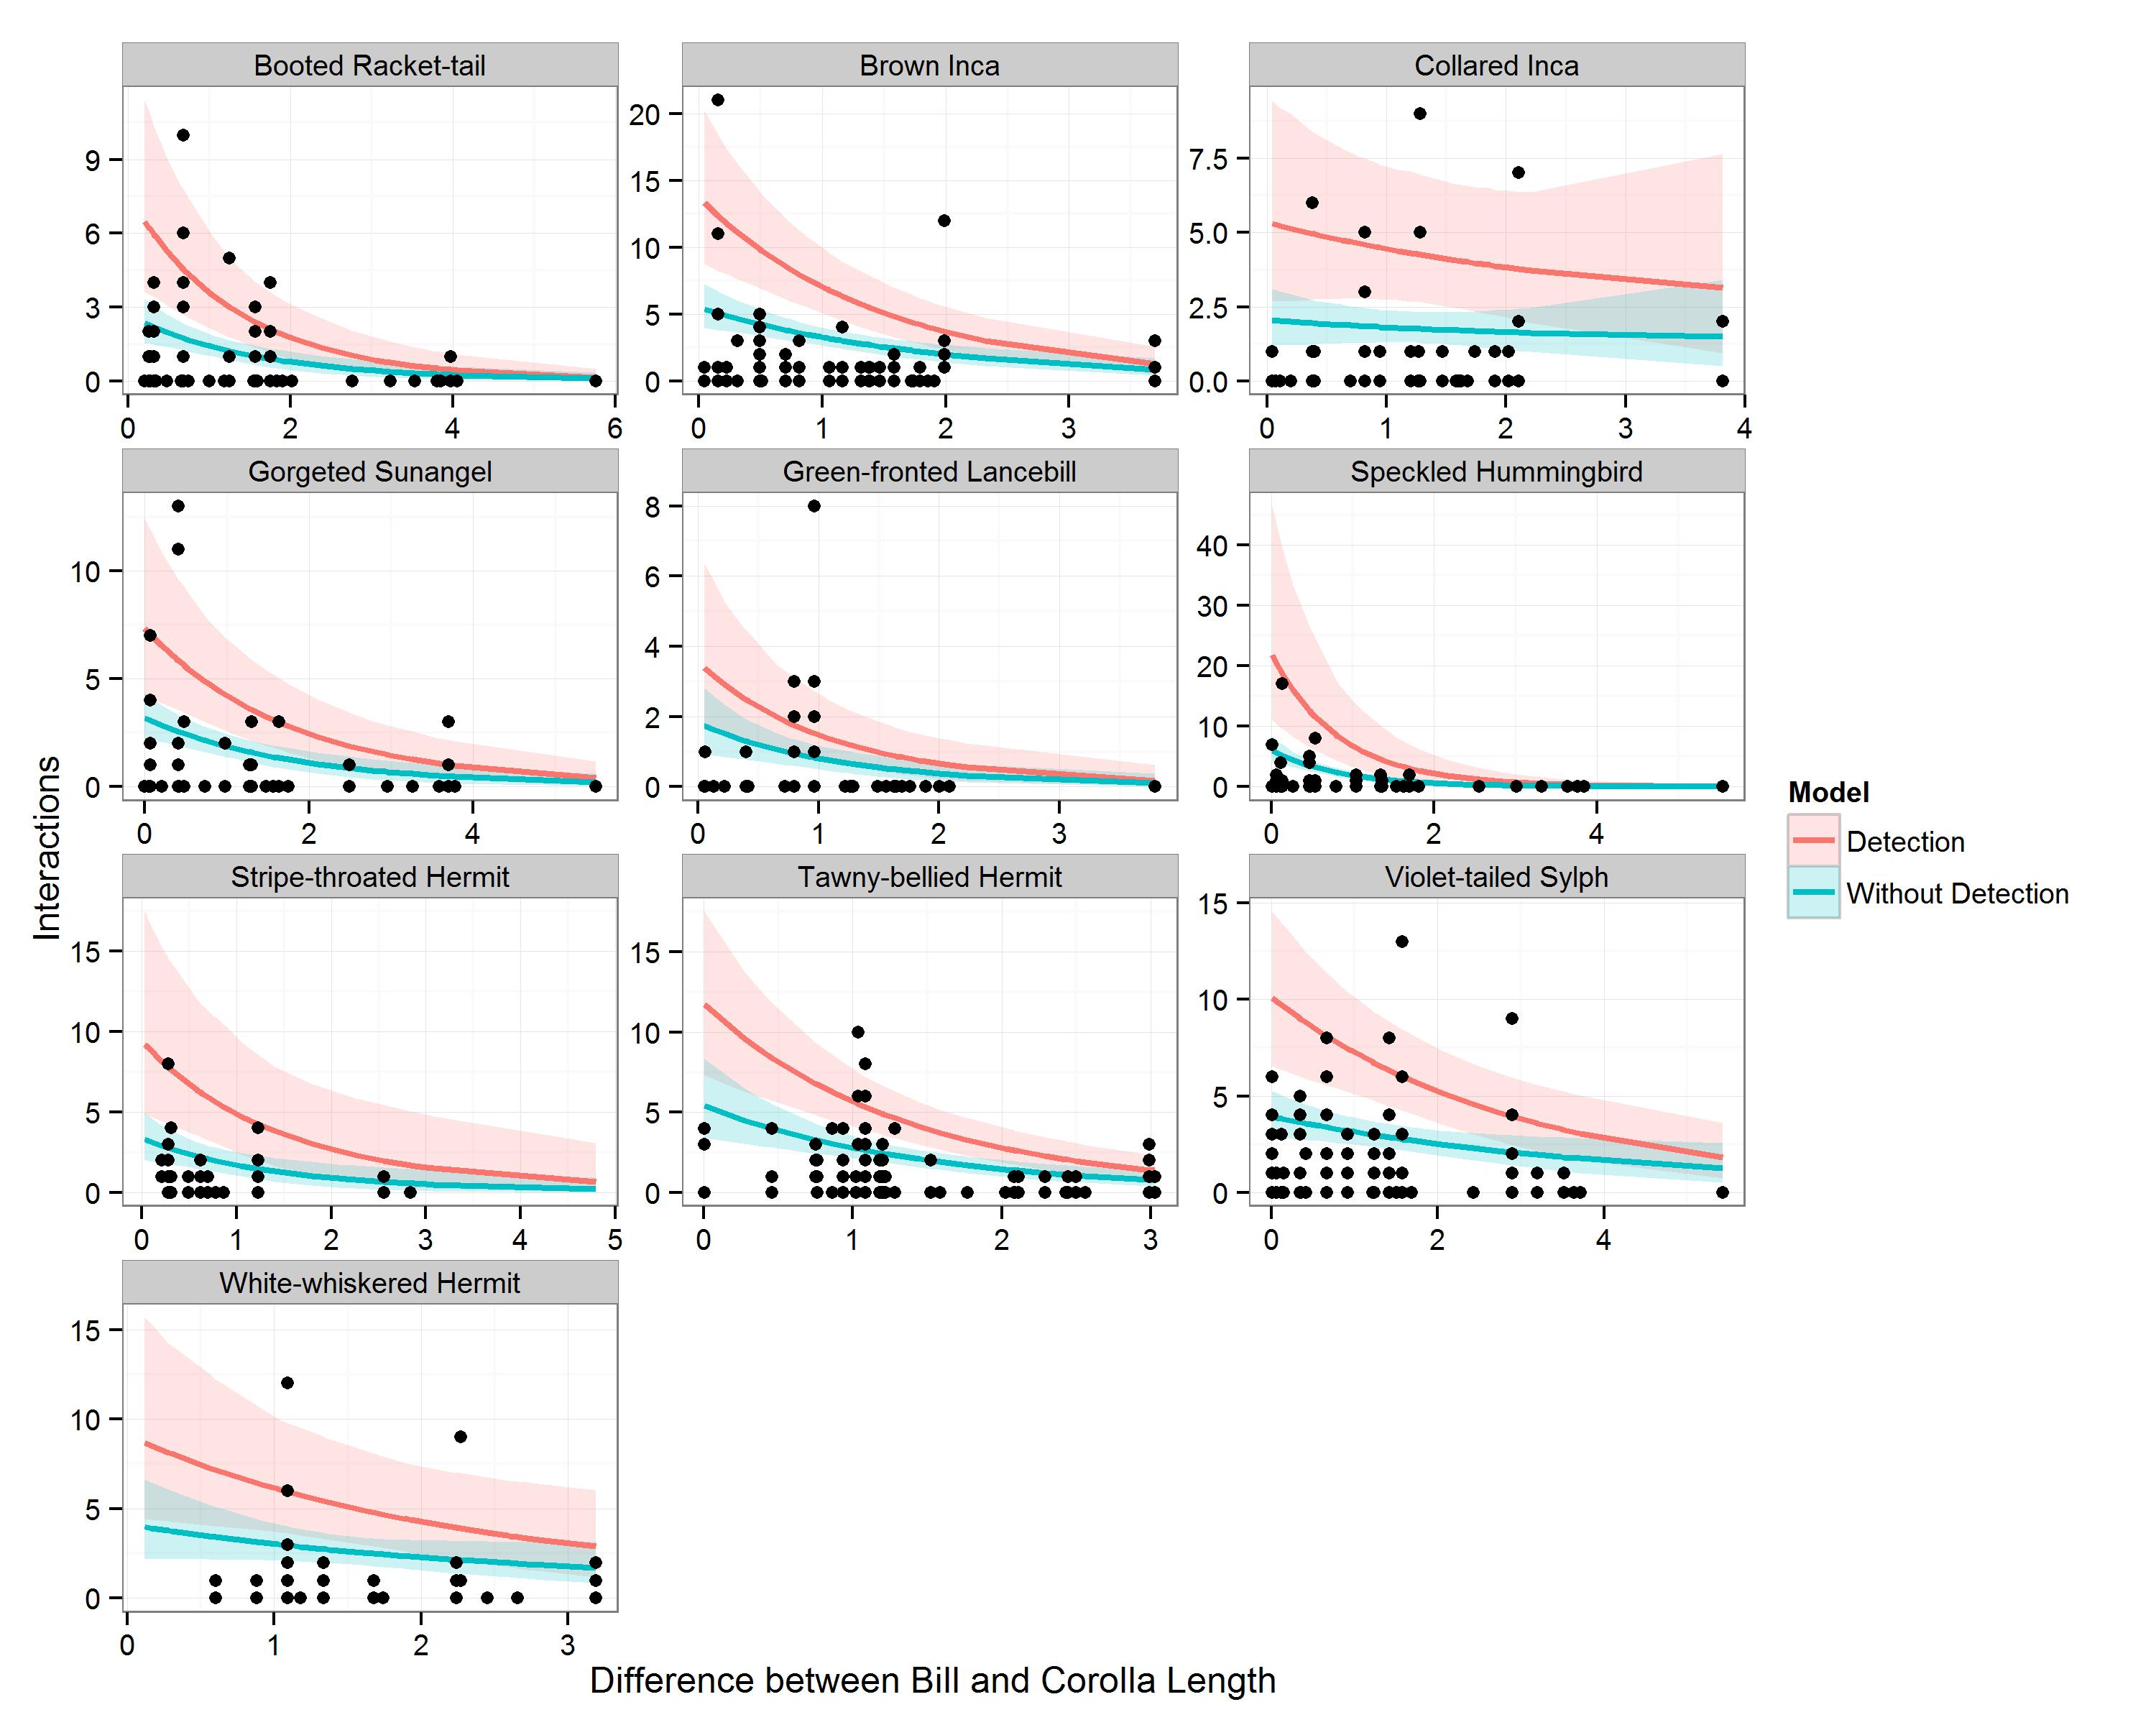 Booted Racket-tail
Brown Inca
Collared Inca
9
6
3
0
0 2 4 6
20
15
10
5
0
0 1 2 3
7.5
5.0
2.5
0.0
0 1 2 3 4
Gorgeted Sunangel
Green-fronted Lancebill
Speckled Hummingbird
10
5
0
0 2 4
8
6
4
2
0
0 1 2 3
40
30
20
10
0
0 2 4
Stripe-throated Hermit
Tawny-bellied Hermit
Violet-tailed Sylph
15
10
5
0
0 1 2 3 4 5
15
10
5
0
0 1 2 3
15
10
5
0
0 2 4
White-whiskered Hermit
15
10
5
0
0 1 2 3
Interactions
Difference between Bill and Corolla Length
Model
Detection
Without Detection